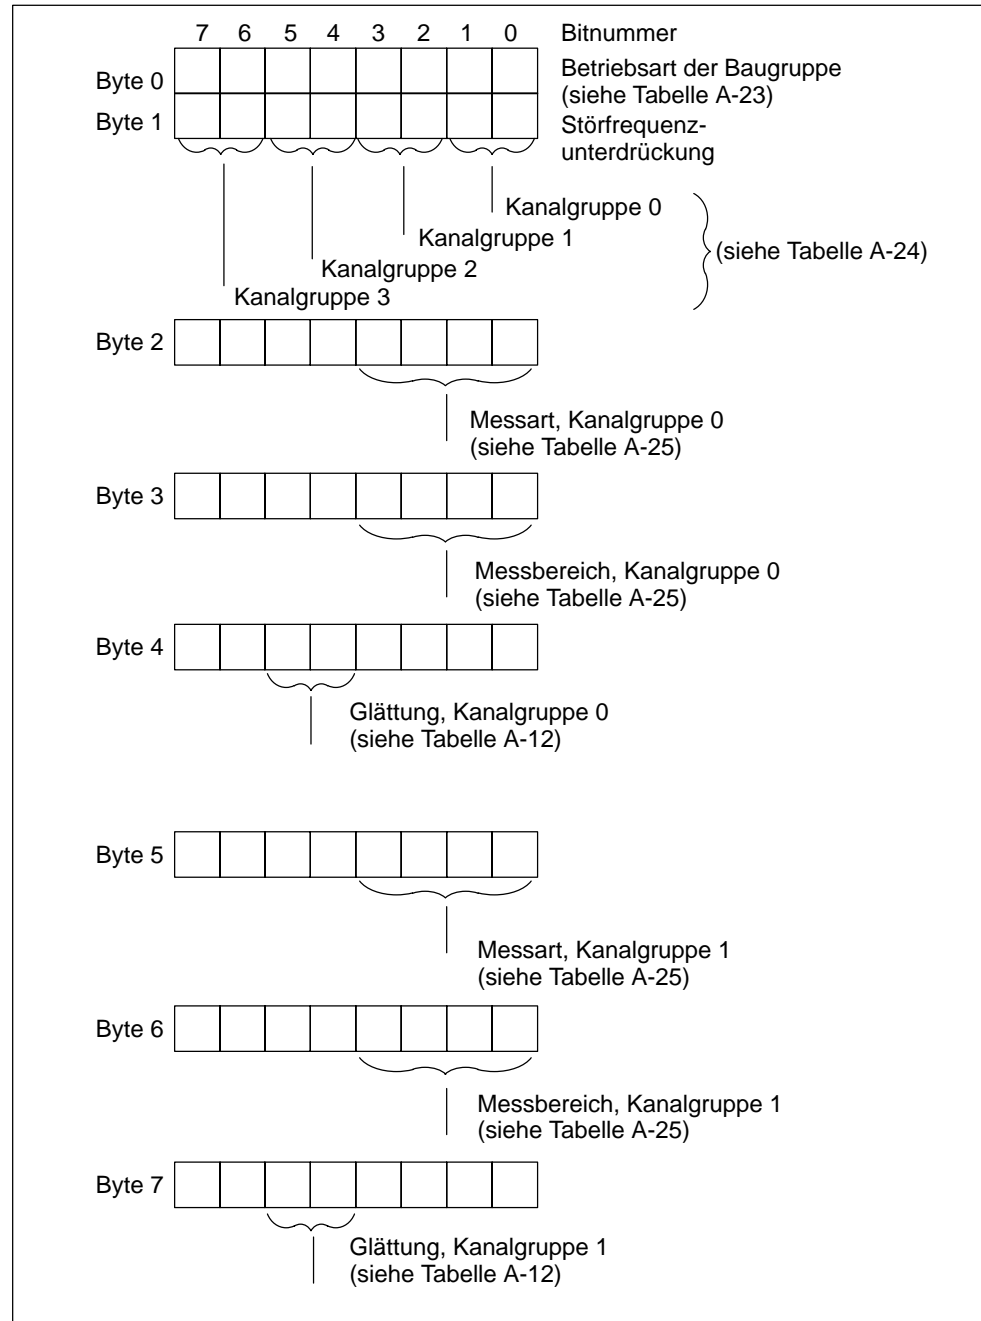 7 6 5 4 3 2 1 0 Bitnummer
Byte 0
Betriebsart der Baugruppe
(siehe Tabelle A-23)
Byte 1
Störfrequenz-
unterdrückung
Kanalgruppe 0
Kanalgruppe 1
(siehe Tabelle A-24)
Kanalgruppe 2
Kanalgruppe 3
Byte 2
Messart, Kanalgruppe 0
(siehe Tabelle A-25)
Byte 3
Messbereich, Kanalgruppe 0
(siehe Tabelle A-25)
Byte 4
Glättung, Kanalgruppe 0
(siehe Tabelle A-12)
Byte 5
Messart, Kanalgruppe 1
(siehe Tabelle A-25)
Byte 6
Messbereich, Kanalgruppe 1
(siehe Tabelle A-25)
Byte 7
Glättung, Kanalgruppe 1
(siehe Tabelle A-12)